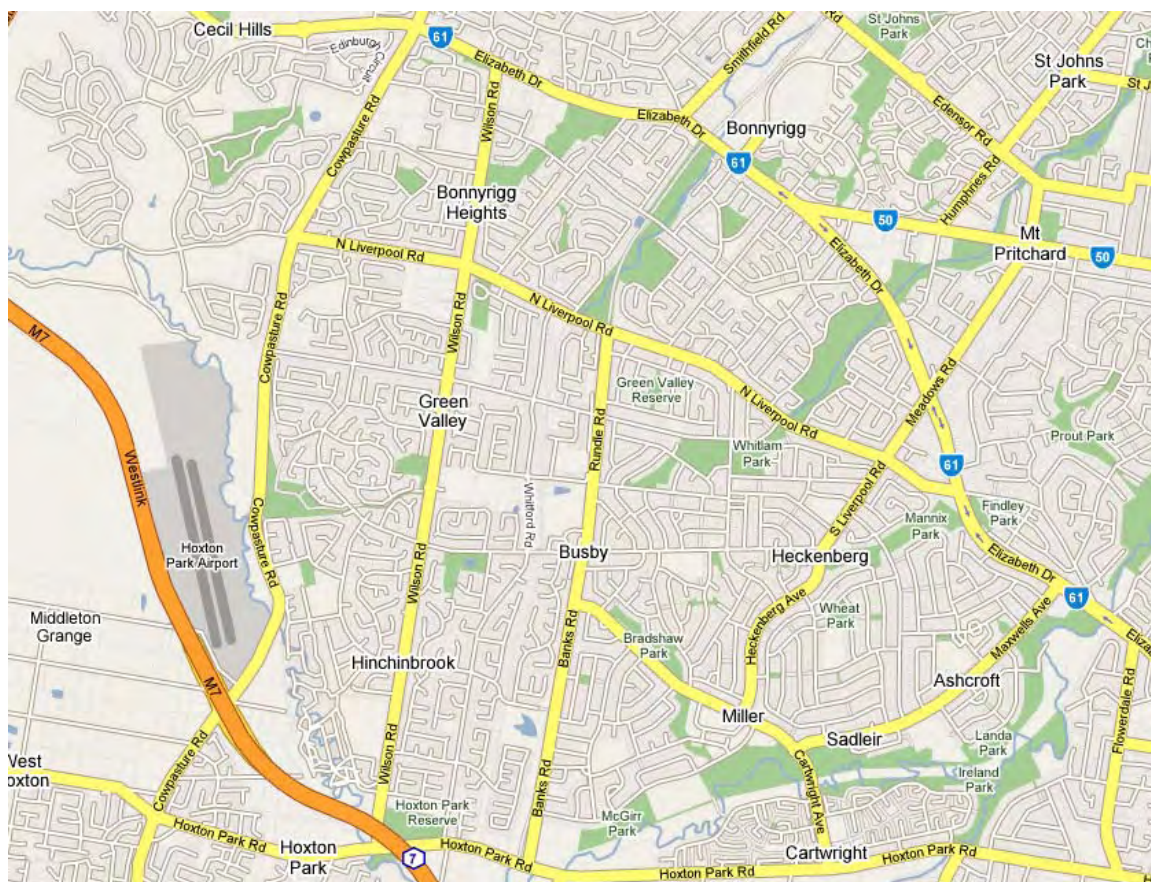 Cecil Hills
61
St Johns
Park
Rd
Edinburgh
Circuit
Smithfield Rd
St Johns
Park
Elizabeth Dr
Wilson Rd
Cowpasture Rd
Elizabeth Dr
Bonnyrigg
Edensor Rd
61
Bonnyrigg
Heights
Humphries Rd
50
Mt
Pritchard
N Liverpool Rd
Elizabeth Dr
50
N Liverpool Rd
M7
Cowpasture Rd
Wilson Rd
Green Valley
Reserve
Green
Valley
N Liverpool Rd
Meadows Rd
Prout Park
Rundle Rd
Whitlam
Park
61
Westlink
Whitford Rd
S Liverpool Rd
Findley
Park
Mannix
Park
Cowpasture Rd
Hoxton
Park Airport
Wilson Rd
Busby
Heckenberg
Elizabeth Dr
61
Middleton
Grange
Wheat
Park
Heckenberg Ave
Maxwells Ave
Bradshaw
Park
Banks Rd
Hinchinbrook
M7
Ashcroft
Flowerdale Rd
Miller
Sadleir
Landa
Park
Ireland
Park
Cowpasture Rd
Wilson Rd
Banks Rd
Cartwright Ave
Hoxton Park
Reserve
McGirr
Park
Hoxton Park Rd
Hoxton
Park
7
Hoxton Park Rd
Cartwright
Hoxton Park Rd
Hoxton Park Rd